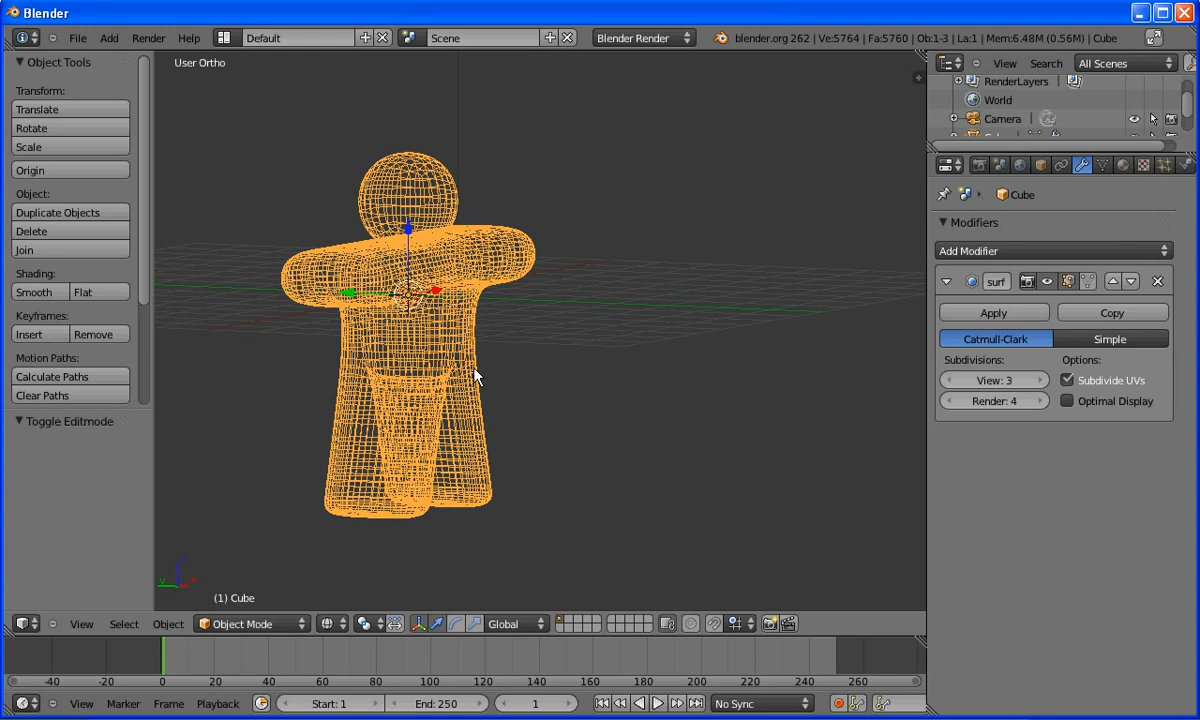 Blender
File Add Render Help Default Scene Blender Render blender.org 262 | Ve:5764 | Fa:5760 | Ob:1-3 | La:1 | Mem:6.48M (0.56M) | Cube
Object Tools
Transform:
Translate
Rotate
Scale
Origin
Object:
Duplicate Objects
Delete
Join
Shading:
Smooth Flat
Keyframes:
Insert Remove
Motion Paths:
Calculate Paths
Clear Paths
Toggle Editmode
User Ortho
(1) Cube
View Select Object Object Mode Global
View Search All Scenes
RenderLayers
World
Camera
Cube
Modifiers
Add Modifier
surf
Apply Copy
Catmull-Clark Simple
Subdivisions: Options:
View: 3 Subdivide UVs
Render: 4 Optimal Display
-40 -20 0 20 40 60 80 100 120 140 160 180 200 220 240 260
View Marker Frame Playback Start: 1 End: 250 1 No Sync